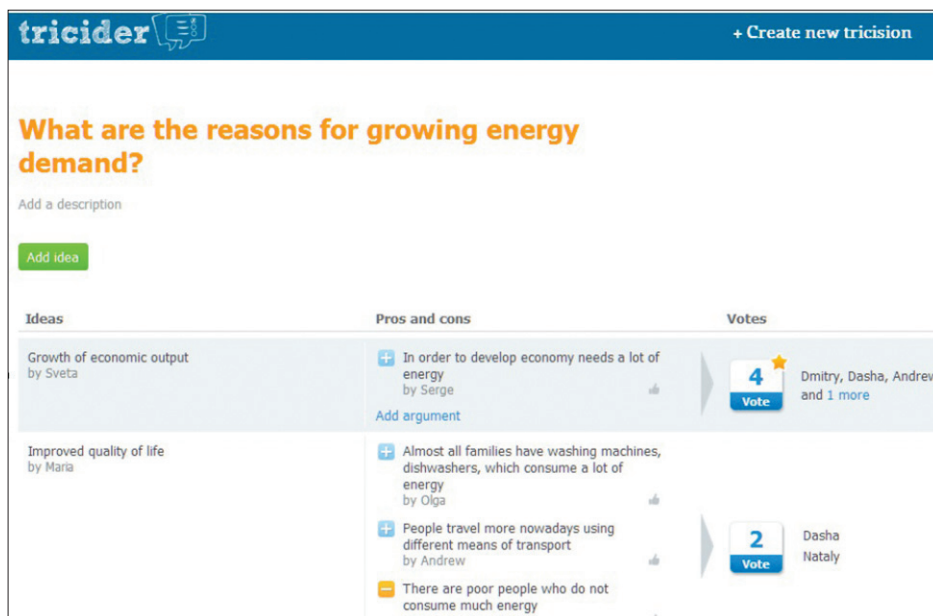 tricider
+ Create new tricision
What are the reasons for growing energy
demand?
Add a description
Add idea
Ideas
Pros and cons
Votes
Growth of economic output
by Sveta
In order to develop economy needs a lot of
energy
by Serge
Add argument
4
Vote
Dmitry, Dasha, Andrew
and 1 more
Improved quality of life
by Maria
Almost all families have washing machines,
dishwashers, which consume a lot of
energy
by Olga
People travel more nowadays using
different means of transport
by Andrew
There are poor people who do not
consume much energy
2
Vote
Dasha
Nataly